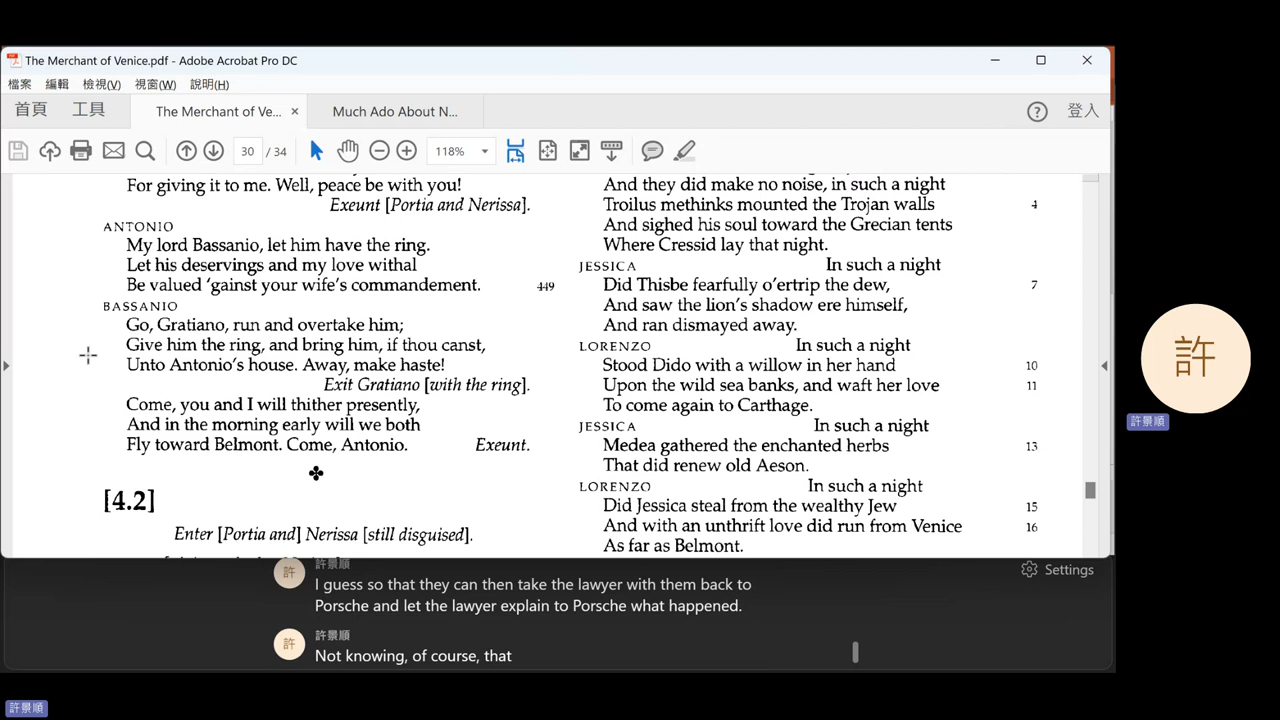 The Merchant of Venice.pdf - Adobe Acrobat Pro DC
檔案 編輯 檢視(V) 視窗(W) 說明(H)
首頁 工具 The Merchant of Ve... × Much Ado About N... ? 登入
30 / 34 118%
For giving it to me. Well, peace be with you!
Exeunt [Portia and Nerissa].
ANTONIO
My lord Bassanio, let him have the ring.
Let his deservings and my love withal
Be valued 'gainst your wife's commandement. 449
BASSANIO
Go, Gratiano, run and overtake him;
Give him the ring, and bring him, if thou canst,
Unto Antonio's house. Away, make haste!
Exit Gratiano [with the ring].
Come, you and I will thither presently,
And in the morning early will we both
Fly toward Belmont. Come, Antonio. Exeunt.
[4.2]
Enter [Portia and] Nerissa [still disguised].
And they did make no noise, in such a night
Troilus methinks mounted the Trojan walls 4
And sighed his soul toward the Grecian tents
Where Cressid lay that night.
JESSICA In such a night
Did Thisbe fearfully o'ertrip the dew, 7
And saw the lion's shadow ere himself,
And ran dismayed away.
LORENZO In such a night
Stood Dido with a willow in her hand 10
Upon the wild sea banks, and waft her love 11
To come again to Carthage.
JESSICA In such a night
Medea gathered the enchanted herbs 13
That did renew old Aeson.
LORENZO In such a night
Did Jessica steal from the wealthy Jew 15
And with an unthrift love did run from Venice 16
As far as Belmont.
許
許景順
許 許景順
I guess so that they can then take the lawyer with them back to
Porsche and let the lawyer explain to Porsche what happened.
許 許景順
Not knowing, of course, that
Settings
許景順